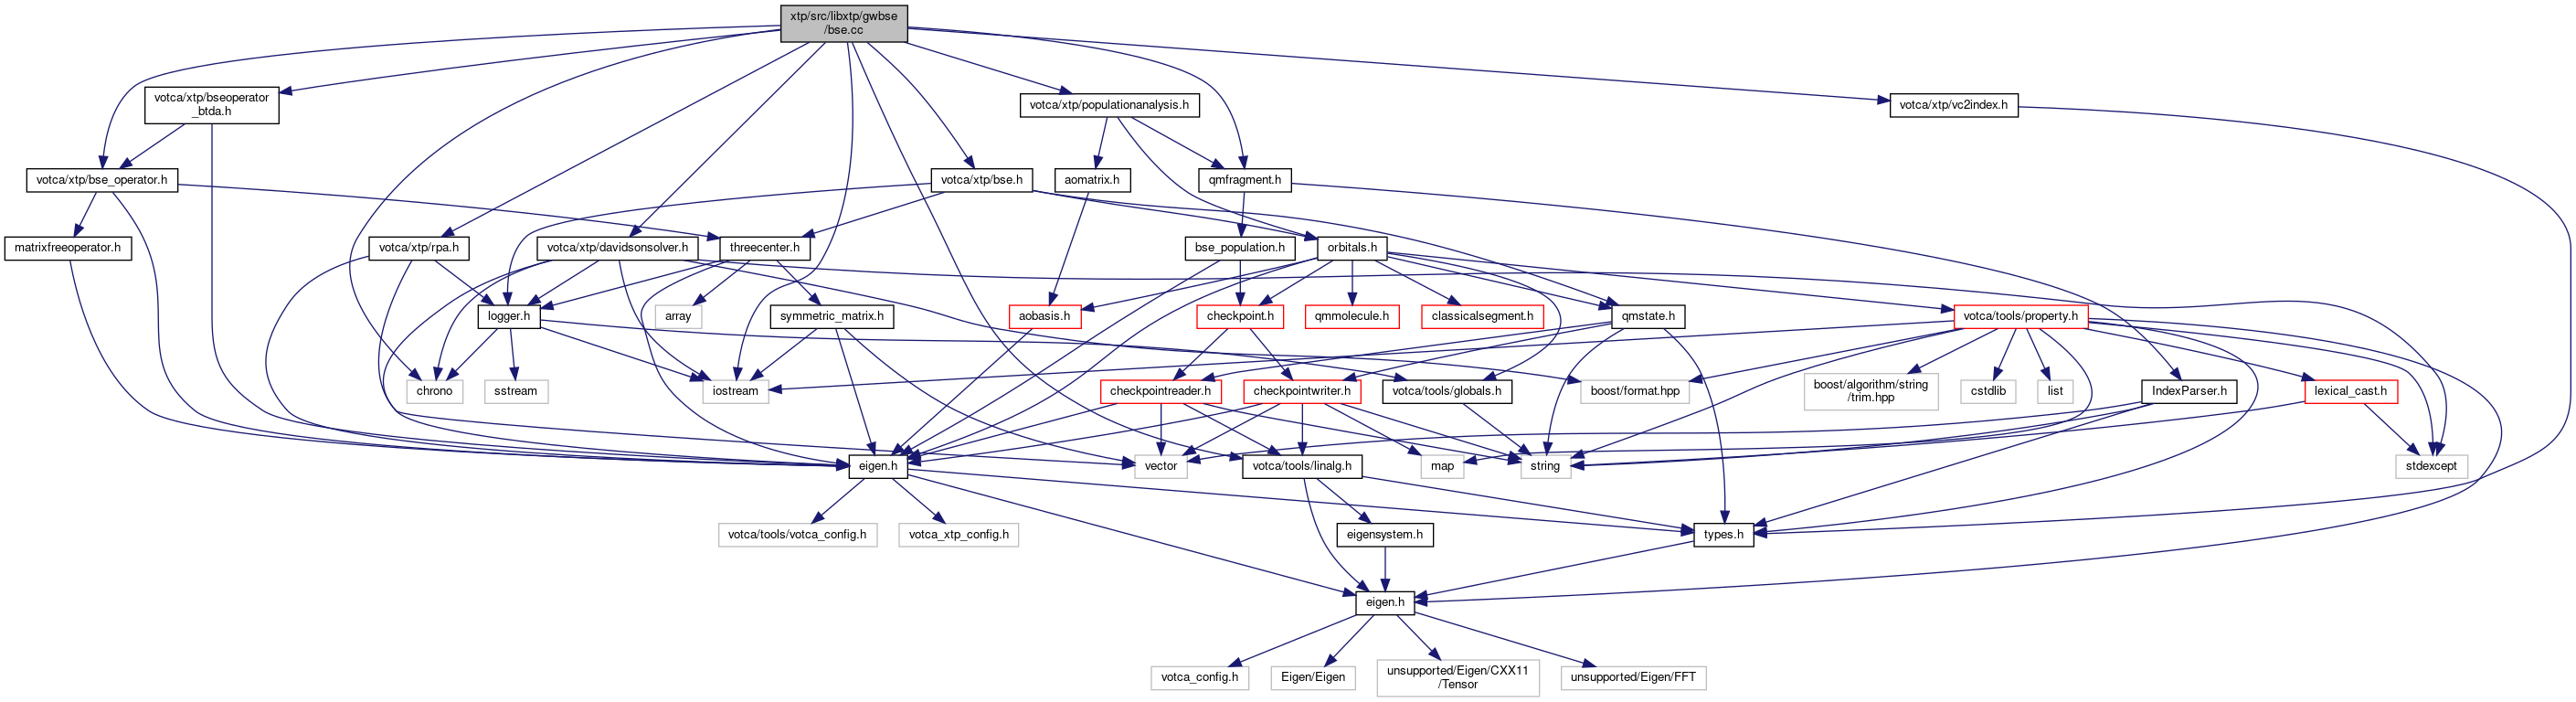 xtp/src/libxtp/gwbse
/bse.cc
votca/xtp/bseoperator
_btda.h
votca/xtp/populationanalysis.h
votca/xtp/vc2index.h
votca/xtp/bse_operator.h
votca/xtp/bse.h
aomatrix.h
qmfragment.h
matrixfreeoperator.h
votca/xtp/rpa.h
votca/xtp/davidsonsolver.h
threecenter.h
bse_population.h
orbitals.h
logger.h
array
symmetric_matrix.h
aobasis.h
checkpoint.h
qmmolecule.h
classicalsegment.h
qmstate.h
votca/tools/property.h
chrono
sstream
iostream
checkpointreader.h
checkpointwriter.h
votca/tools/globals.h
boost/format.hpp
boost/algorithm/string
/trim.hpp
cstdlib
list
IndexParser.h
lexical_cast.h
eigen.h
vector
votca/tools/linalg.h
map
string
stdexcept
votca/tools/votca_config.h
votca_xtp_config.h
eigensystem.h
types.h
eigen.h
votca_config.h
Eigen/Eigen
unsupported/Eigen/CXX11
/Tensor
unsupported/Eigen/FFT